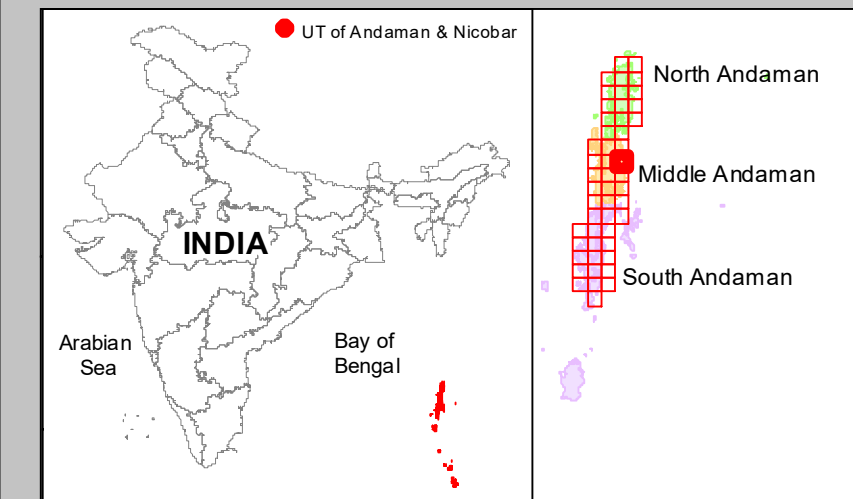 UT of Andaman & Nicobar
INDIA
Arabian
Sea
Bay of
Bengal
North Andaman
Middle Andaman
South Andaman